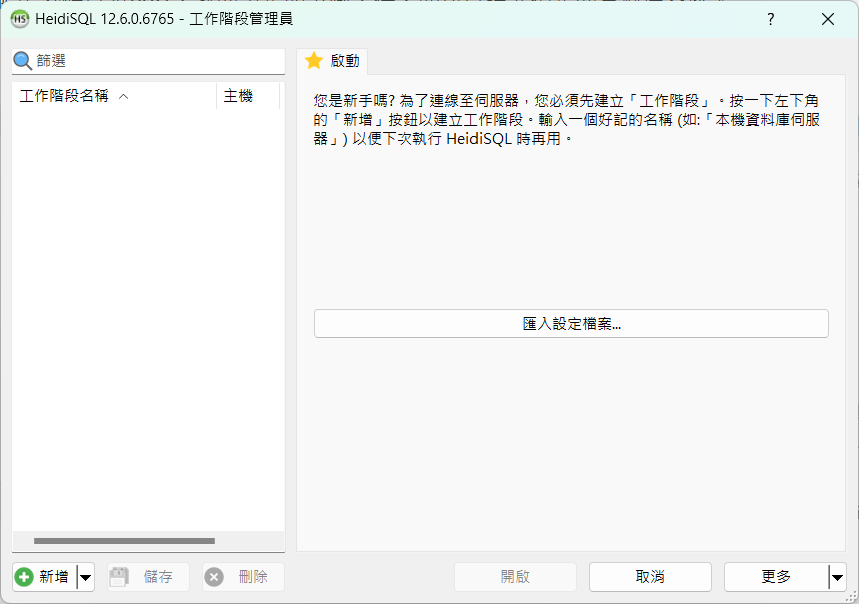 HeidiSQL 12.6.0.6765 - 工作階段管理員
篩選
工作階段名稱 主機
啟動
您是新手嗎? 為了連線至伺服器，您必須先建立「工作階段」。按一下左下角
的「新增」按鈕以建立工作階段。輸入一個好記的名稱 (如:「本機資料庫伺服
器」) 以便下次執行 HeidiSQL 時再用。
匯入設定檔案...
新增 儲存 刪除 開啟 取消 更多